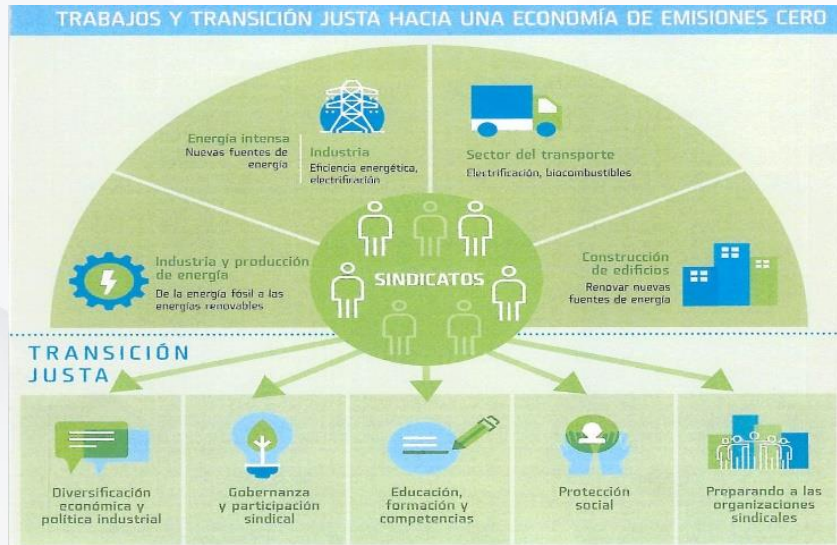 TRABAJOS Y TRANSICIÓN JUSTA HACIA UNA ECONOMÍA DE EMISIONES CERO
Energía intensa
Nuevas fuentes de
energía
Industria
Eficiencia energética,
electrificación
Sector del transporte
Electrificación, biocombustibles
Industria y producción
de energía
De la energía fósil a las
energías renovables
SINDICATOS
Construcción
de edificios
Renovar nuevas
fuentes de energía
TRANSICIÓN
JUSTA
Diversificación
económica y
política industrial
Gobernanza
y participación
sindical
Educación,
formación y
competencias
Protección
social
Preparando a las
organizaciones
sindicales